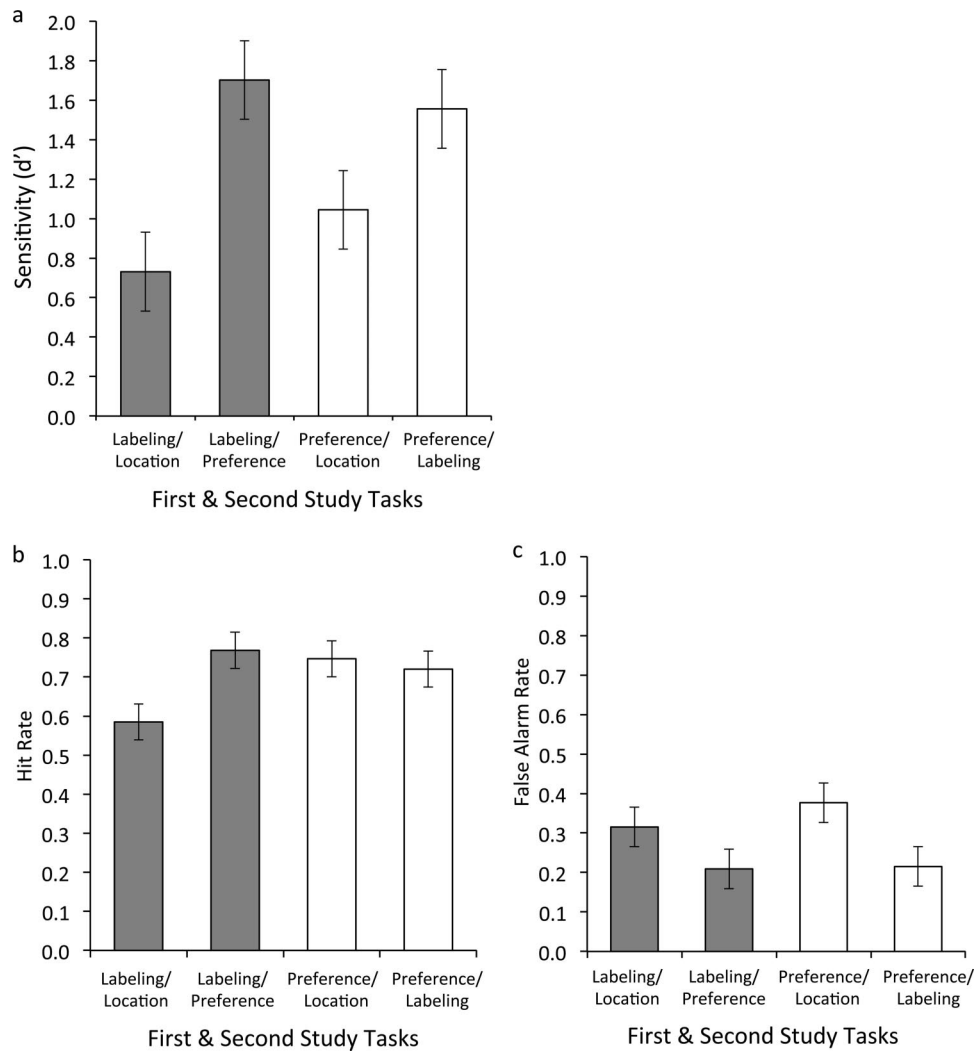 a
2.0
1.8
1.6
1.4
1.2
1.0
0.8
0.6
0.4
0.2
0.0
Sensitivity (d')
Labeling/
Location
Labeling/
Preference
Preference/
Location
Preference/
Labeling
First & Second Study Tasks
b
1.0
0.9
0.8
0.7
0.6
0.5
0.4
0.3
0.2
0.1
0.0
Hit Rate
Labeling/
Location
Labeling/
Preference
Preference/
Location
Preference/
Labeling
First & Second Study Tasks
c
1.0
0.9
0.8
0.7
0.6
0.5
0.4
0.3
0.2
0.1
0.0
False Alarm Rate
Labeling/
Location
Labeling/
Preference
Preference/
Location
Preference/
Labeling
First & Second Study Tasks